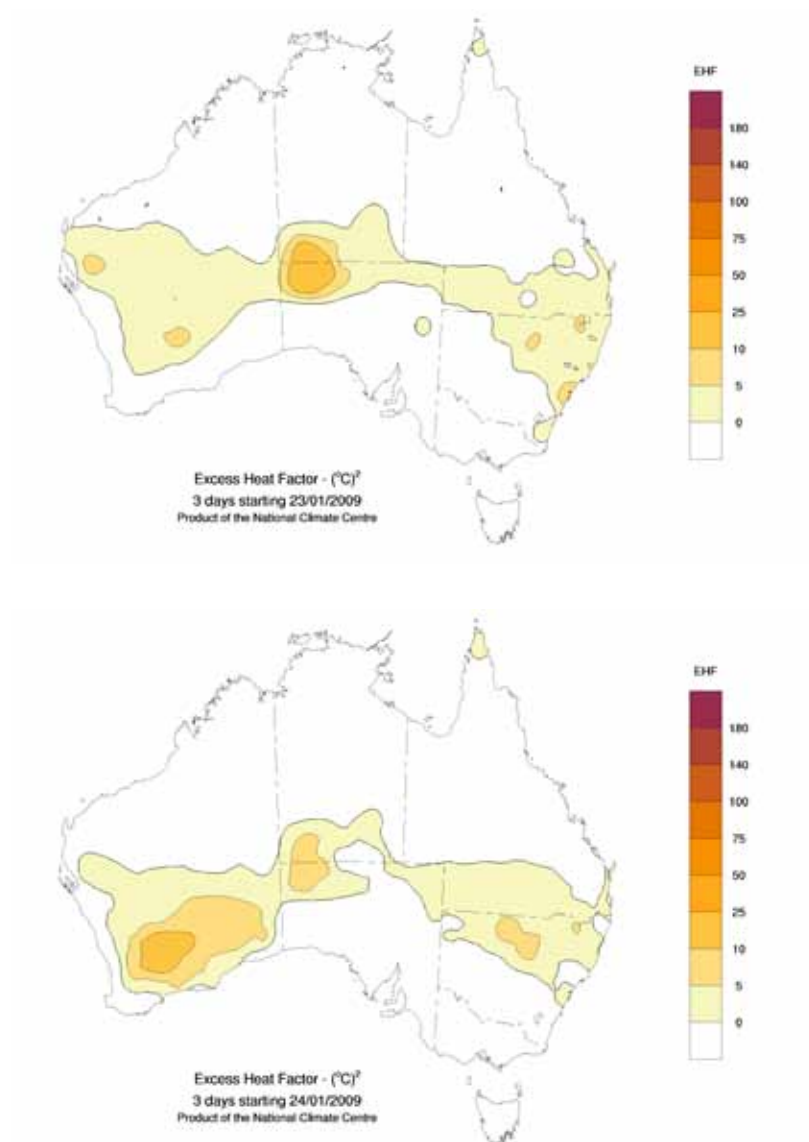 EHF
180
140
100
75
50
25
10
5
0
Excess Heat Factor - (°C)²
3 days starting 23/01/2009
Product of the National Climate Centre
EHF
180
140
100
75
50
25
10
5
0
Excess Heat Factor - (°C)²
3 days starting 24/01/2009
Product of the National Climate Centre